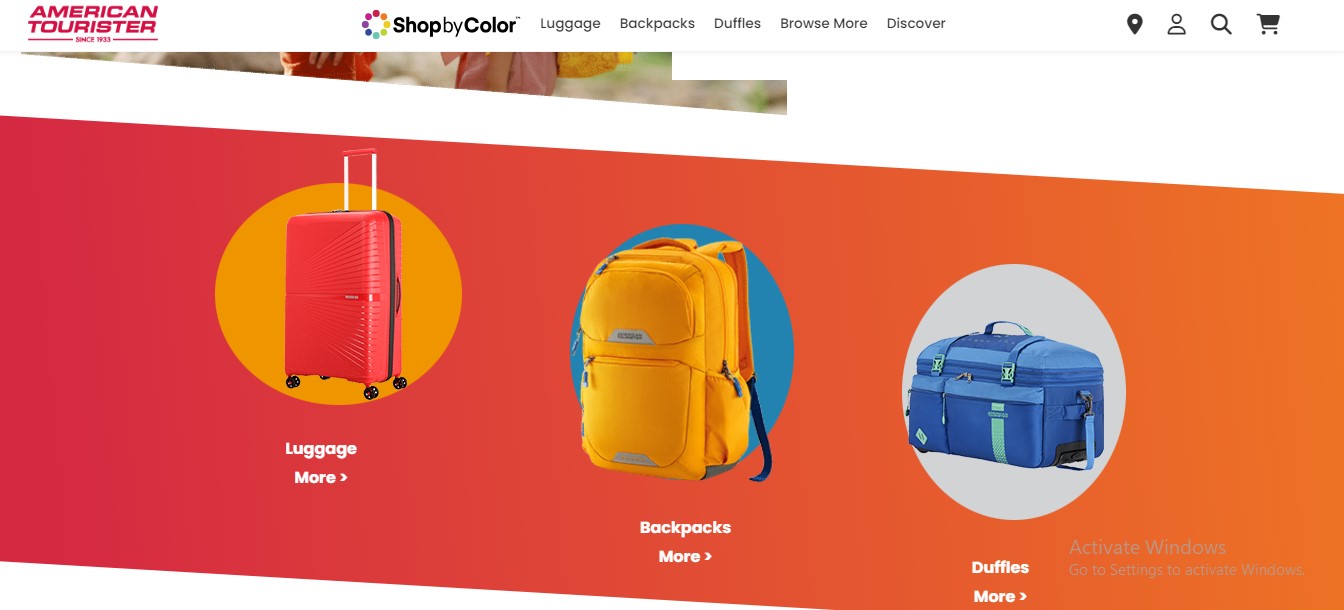 AMERICAN
TOURISTER
SINCE 1933
ShopbyColor™ Luggage Backpacks Duffles Browse More Discover
Luggage
More >
Backpacks
More >
Duffles
More >
Activate Windows
Go to Settings to activate Windows.